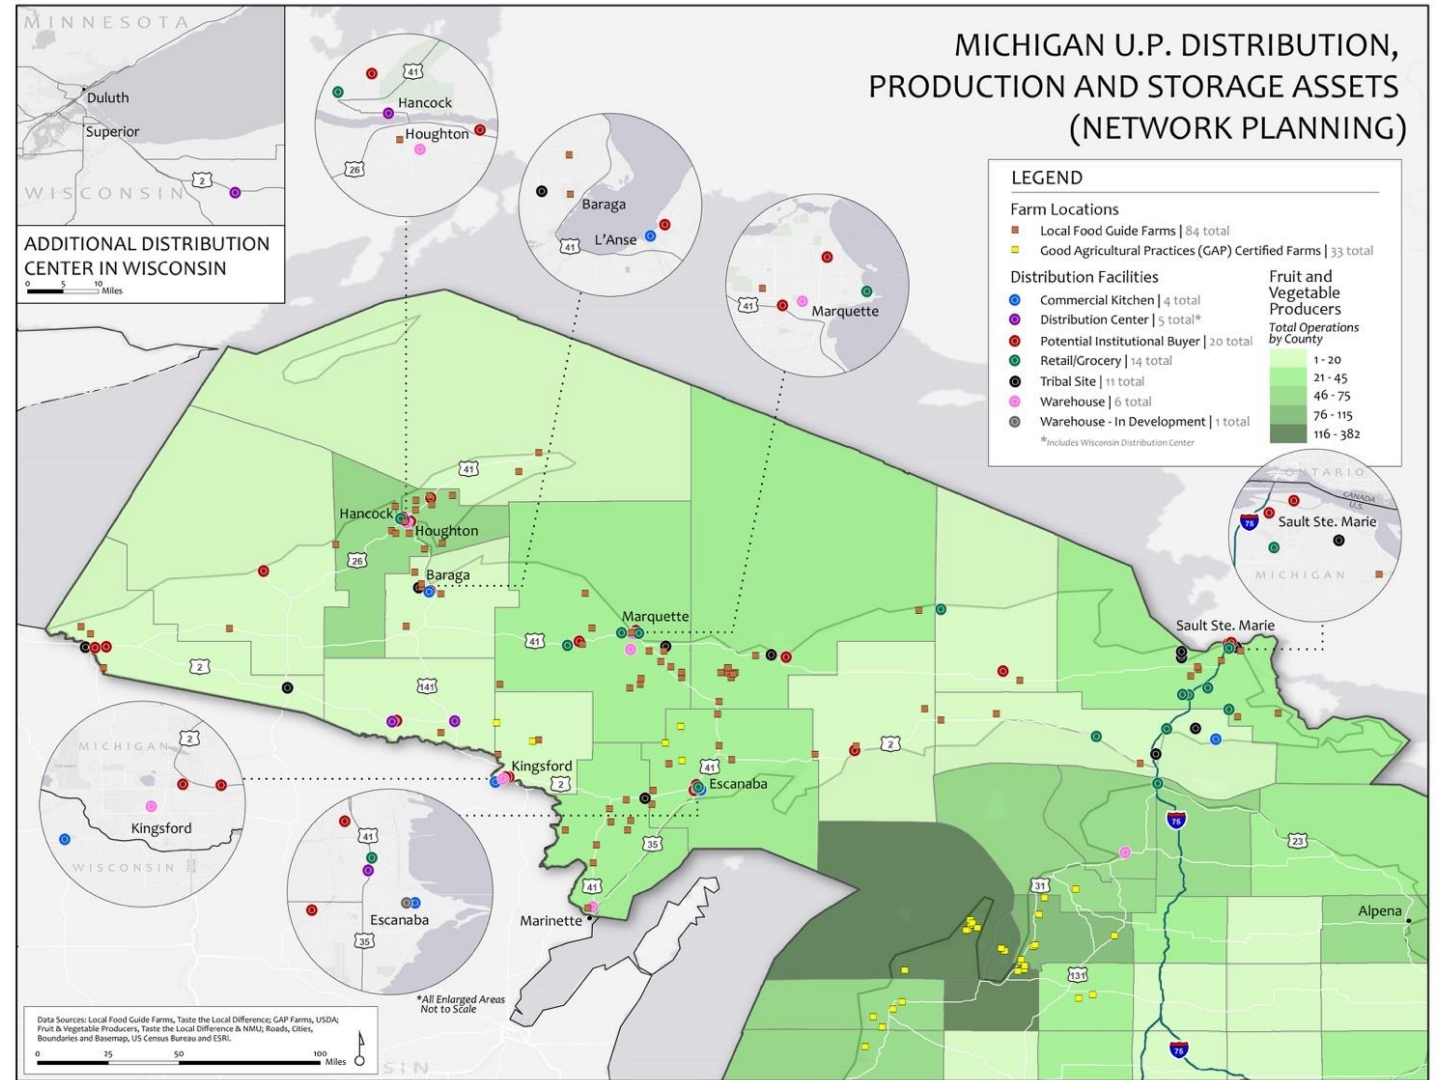 MICHIGAN U.P. DISTRIBUTION,
PRODUCTION AND STORAGE ASSETS
(NETWORK PLANNING)
MINNESOTA
Duluth
Superior
2
WISCONSIN
ADDITIONAL DISTRIBUTION
CENTER IN WISCONSIN
0 5 10
Miles
41
Hancock
Houghton
26
Baraga
L'Anse
41
41
Marquette
LEGEND
Farm Locations
Local Food Guide Farms | 84 total
Good Agricultural Practices (GAP) Certified Farms | 33 total
Distribution Facilities
Commercial Kitchen | 4 total
Distribution Center | 5 total*
Potential Institutional Buyer | 20 total
Retail/Grocery | 14 total
Tribal Site | 11 total
Warehouse | 6 total
Warehouse - In Development | 1 total
*Includes Wisconsin Distribution Center
Fruit and
Vegetable
Producers
Total Operations
by County
1 - 20
21 - 45
46 - 75
76 - 115
116 - 382
ONTARIO
CANADA
U.S.
75
Sault Ste. Marie
MICHIGAN
41
Hancock
Houghton
26
Baraga
Marquette
41
Sault Ste. Marie
2
141
2
41
Kingsford
2
Escanaba
35
41
Marinette
MICHIGAN
2
Kingsford
WISCONSIN
41
Escanaba
35
75
23
31
Alpena
131
75
*All Enlarged Areas
Not to Scale
Data Sources: Local Food Guide Farms, Taste the Local Difference; GAP Farms, USDA;
Fruit & Vegetable Producers, Taste the Local Difference & NMU; Roads, Cities,
Boundaries and Basemap, US Census Bureau and ESRI.
0 25 50 100
Miles
SIN